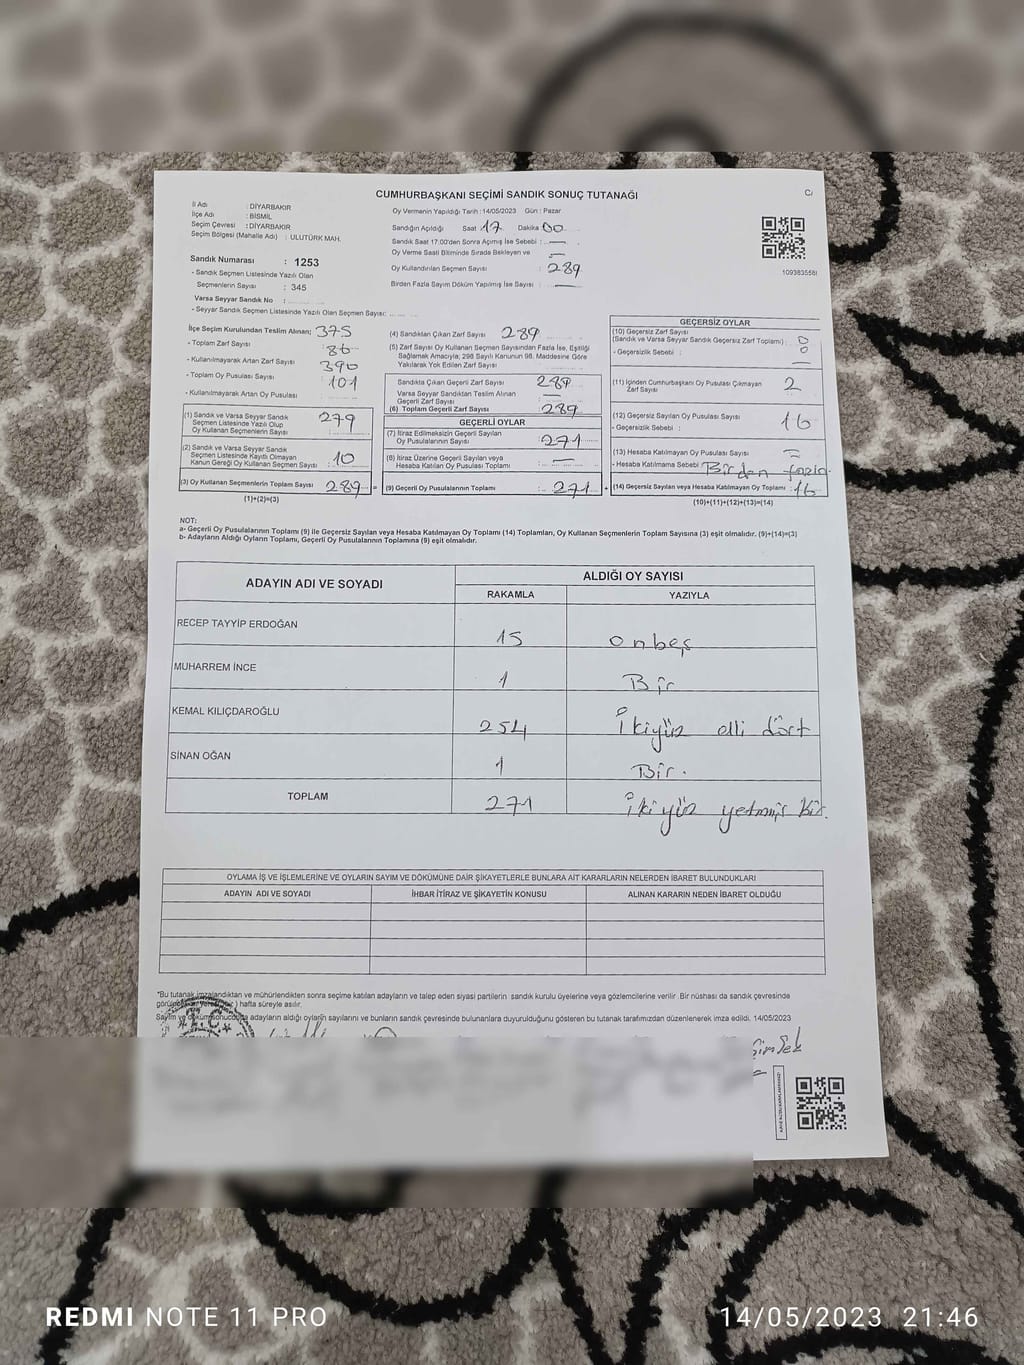 CUMHURBAŞKANI SEÇİMİ SANDIK SONUÇ TUTANAĞI
C/
İl Adı : DİYARBAKIR
İlçe Adı : BİSMİL
Seçim Çevresi : DİYARBAKIR
Seçim Bölgesi (Mahalle Adı) : ULUTÜRK MAH.
Sandık Numarası : 1253
- Sandık Seçmen Listesinde Yazılı Olan
Seçmenlerin Sayısı : 345
Varsa Seyyar Sandık No :
- Seyyar Sandık Seçmen Listesinde Yazılı Olan Seçmen Sayısı:
Oy Vermenin Yapıldığı Tarih : 14/05/2023 Gün : Pazar
Sandığın Açıldığı Saat 17 Dakika 00
Sandık Saat 17:00'den Sonra Açılmış İse Sebebi : —
Oy Verme Saati Bitiminde Sırada Bekleyen ve —
Oy Kullandırılan Seçmen Sayısı : 289
Birden Fazla Sayım Döküm Yapılmış İse Sayısı : —
109383558
İlçe Seçim Kurulundan Teslim Alınan; 375
- Toplam Zarf Sayısı 86
- Kullanılmayarak Artan Zarf Sayısı 390
- Toplam Oy Pusulası Sayısı 101
- Kullanılmayarak Artan Oy Pusulası :
(1) Sandık ve Varsa Seyyar Sandık
Seçmen Listesinde Yazılı Olup
Oy Kullanan Seçmenlerin Sayısı 279
(2) Sandık ve Varsa Seyyar Sandık
Seçmen Listesinde Kayıtlı Olmayan
Kanun Gereği Oy Kullanan Seçmen Sayısı : 10
(3) Oy Kullanan Seçmenlerin Toplam Sayısı : 289 =
(1)+(2)=(3)
(4) Sandıktan Çıkan Zarf Sayısı : 289
(5) Zarf Sayısı Oy Kullanan Seçmen Sayısından Fazla İse, Eşitliği
Sağlamak Amacıyla; 298 Sayılı Kanunun 98. Maddesine Göre
Yakılarak Yok Edilen Zarf Sayısı :
Sandıkta Çıkan Geçerli Zarf Sayısı : 289
Varsa Seyyar Sandıktan Teslim Alınan
Geçerli Zarf Sayısı : —
(6) Toplam Geçerli Zarf Sayısı : 289
GEÇERLİ OYLAR
(7) İtiraz Edilmeksizin Geçerli Sayılan
Oy Pusulalarının Sayısı : 271
(8) İtiraz Üzerine Geçerli Sayılan veya
Hesaba Katılan Oy Pusulası Toplamı : —
(9) Geçerli Oy Pusulalarının Toplamı : 271 +
GEÇERSİZ OYLAR
(10) Geçersiz Zarf Sayısı
(Sandık ve Varsa Seyyar Sandık Geçersiz Zarf Toplamı) : 0
- Geçersizlik Sebebi : 0
(11) İçinden Cumhurbaşkanı Oy Pusulası Çıkmayan
Zarf Sayısı : 2
(12) Geçersiz Sayılan Oy Pusulası Sayısı : 16
- Geçersizlik Sebebi :
(13) Hesaba Katılmayan Oy Pusulası Sayısı :
- Hesaba Katılmama Sebebi : Birden fazla
(14) Geçersiz Sayılan veya Hesaba Katılmayan Oy Toplamı : 16
(10)+(11)+(12)+(13)=(14)
NOT:
a- Geçerli Oy Pusulalarının Toplamı (9) ile Geçersiz Sayılan veya Hesaba Katılmayan Oy Toplamı (14) Toplamları, Oy Kullanan Seçmenlerin Toplam Sayısına (3) eşit olmalıdır. (9)+(14)=(3)
b- Adayların Aldığı Oyların Toplamı, Geçerli Oy Pusulalarının Toplamına (9) eşit olmalıdır.
ADAYIN ADI VE SOYADI
ALDIĞI OY SAYISI
RAKAMLA YAZIYLA
RECEP TAYYİP ERDOĞAN 15 onbeş
MUHARREM İNCE 1 Bir
KEMAL KILIÇDAROĞLU 254 ikiyüz elli dört
SİNAN OĞAN 1 Bir.
TOPLAM 271 ikiyüz yetmiş bir.
OYLAMA İŞ VE İŞLEMLERİNE VE OYLARIN SAYIM VE DÖKÜMÜNE DAİR ŞİKAYETLERLE BUNLARA AİT KARARLARIN NELERDEN İBARET BULUNDUKLARI
ADAYIN ADI VE SOYADI İHBAR İTİRAZ VE ŞİKAYETİN KONUSU ALINAN KARARIN NEDEN İBARET OLDUĞU
*Bu tutanak imzalandıktan ve mühürlendikten sonra seçime katılan adayların ve talep eden siyasi partilerin sandık kurulu üyelerine veya gözlemcilerine verilir. Bir nüshası da sandık çevresinde
hafta süreyle asılır.
Sayım ve döküm sonucunda adayların aldığı oyların sayılarını ve bunların sandık çevresinde bulunanlara duyurulduğunu gösteren bu tutanak tarafımızdan düzenlenerek imza edildi. 14/05/2023
T.C.
REDMI NOTE 11 PRO
14/05/2023 21:46